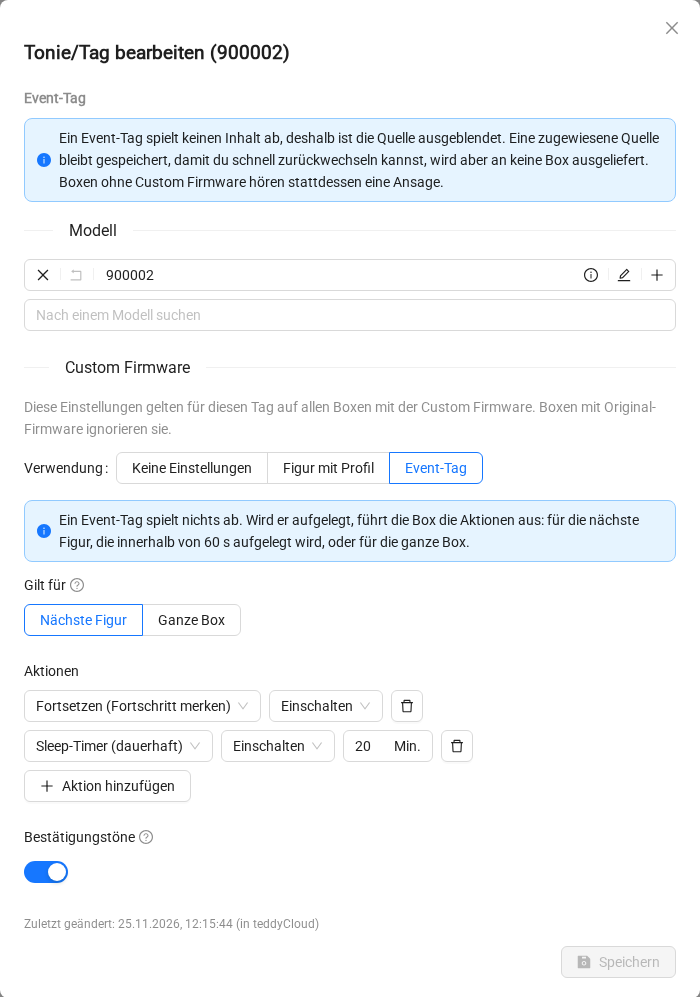 Tonie/Tag bearbeiten (900002)
Event-Tag
Ein Event-Tag spielt keinen Inhalt ab, deshalb ist die Quelle ausgeblendet. Eine zugewiesene Quelle
bleibt gespeichert, damit du schnell zurückwechseln kannst, wird aber an keine Box ausgeliefert.
Boxen ohne Custom Firmware hören stattdessen eine Ansage.
Modell
900002
Nach einem Modell suchen
Custom Firmware
Diese Einstellungen gelten für diesen Tag auf allen Boxen mit der Custom Firmware. Boxen mit Original-
Firmware ignorieren sie.
Verwendung: Keine Einstellungen Figur mit Profil Event-Tag
Ein Event-Tag spielt nichts ab. Wird er aufgelegt, führt die Box die Aktionen aus: für die nächste
Figur, die innerhalb von 60 s aufgelegt wird, oder für die ganze Box.
Gilt für
Nächste Figur Ganze Box
Aktionen
Fortsetzen (Fortschritt merken) Einschalten
Sleep-Timer (dauerhaft) Einschalten 20 Min.
Aktion hinzufügen
Bestätigungstöne
Zuletzt geändert: 25.11.2026, 12:15:44 (in teddyCloud)
Speichern